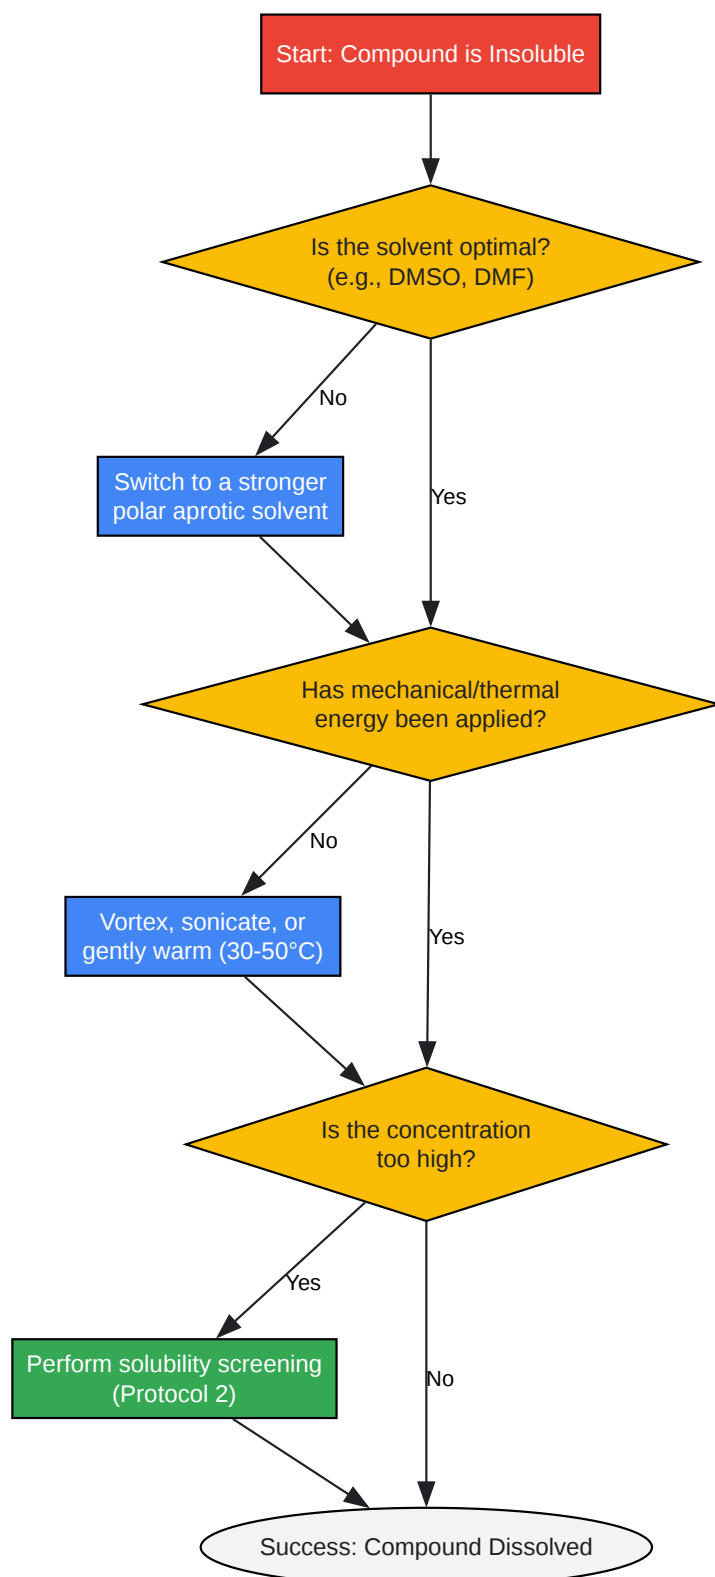 Start: Compound is Insoluble
Is the solvent optimal?
(e.g., DMSO, DMF)
No
Switch to a stronger
polar aprotic solvent
Yes
Has mechanical/thermal
energy been applied?
No
Vortex, sonicate, or
gently warm (30-50°C)
Yes
Is the concentration
too high?
Yes
Perform solubility screening
(Protocol 2)
No
Success: Compound Dissolved